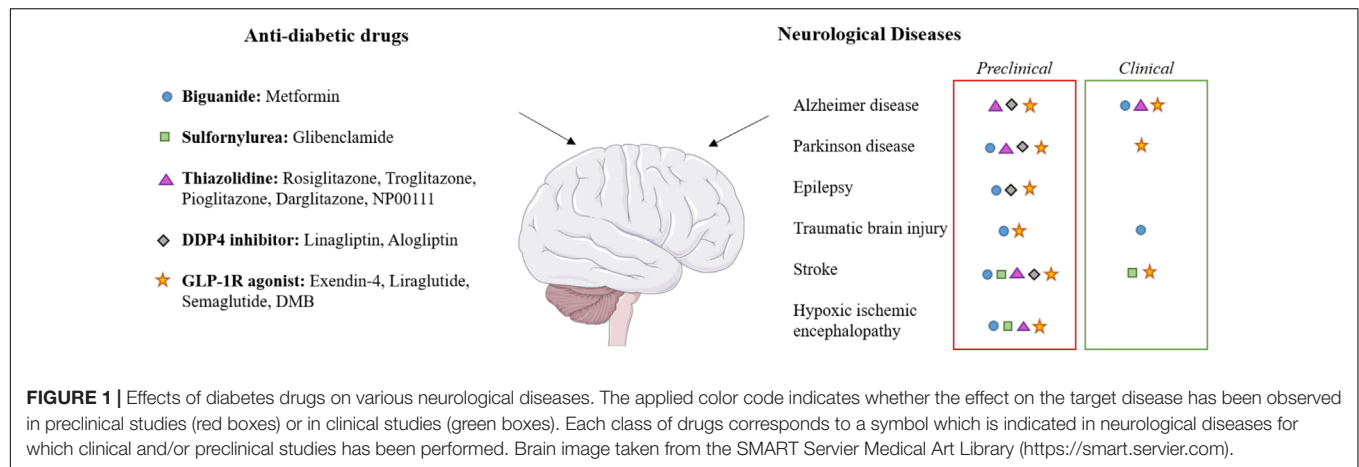 Anti-diabetic drugs
Biguanide: Metformin
Sulfornylurea: Glibenclamide
Thiazolidine: Rosiglitazone, Troglitazone,
Pioglitazone, Darglitazone, NP00111
DDP4 inhibitor: Linagliptin, Alogliptin
GLP-1R agonist: Exendin-4, Liraglutide,
Semaglutide, DMB
Neurological Diseases
Preclinical
Clinical
Alzheimer disease
Parkinson disease
Epilepsy
Traumatic brain injury
Stroke
Hypoxic ischemic
encephalopathy
FIGURE 1 | Effects of diabetes drugs on various neurological diseases. The applied color code indicates whether the effect on the target disease has been observed
in preclinical studies (red boxes) or in clinical studies (green boxes). Each class of drugs corresponds to a symbol which is indicated in neurological diseases for
which clinical and/or preclinical studies has been performed. Brain image taken from the SMART Servier Medical Art Library (https://smart.servier.com).